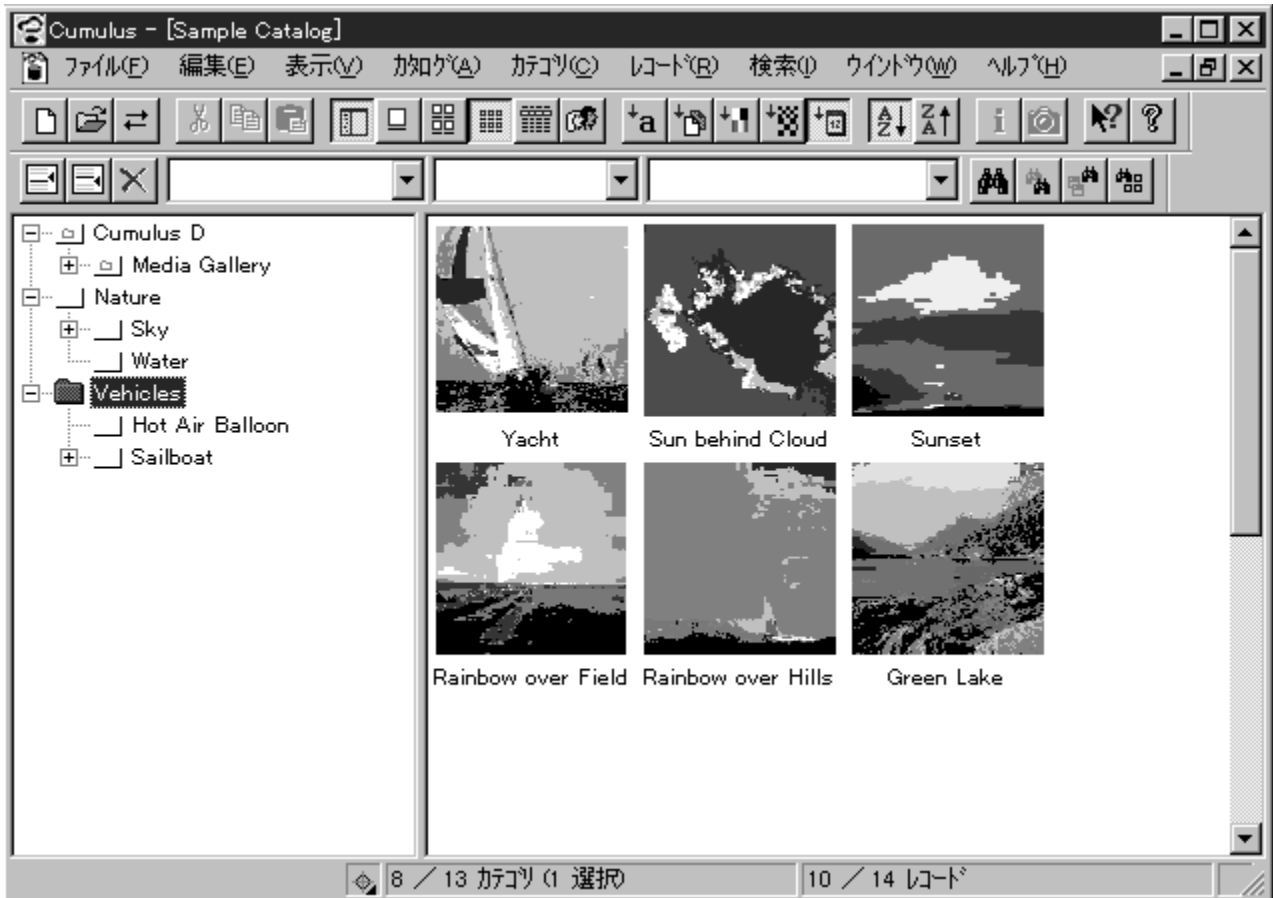 Cumulus - [Sample Catalog]
ﾌｧｲﾙ(F) 編集(E) 表示(V) ｶﾀﾛｸﾞ(A) ｶﾃｺﾞﾘ(C) ﾚｺｰﾄﾞ(R) 検索(I) ｳｲﾝﾄﾞｳ(W) ﾍﾙﾌﾟ(H)
Cumulus D
Media Gallery
Nature
Sky
Water
Vehicles
Hot Air Balloon
Sailboat
Yacht
Sun behind Cloud
Sunset
Rainbow over Field
Rainbow over Hills
Green Lake
8 ／ 13 ｶﾃｺﾞﾘ (1 選択)
10 ／ 14 ﾚｺｰﾄﾞ